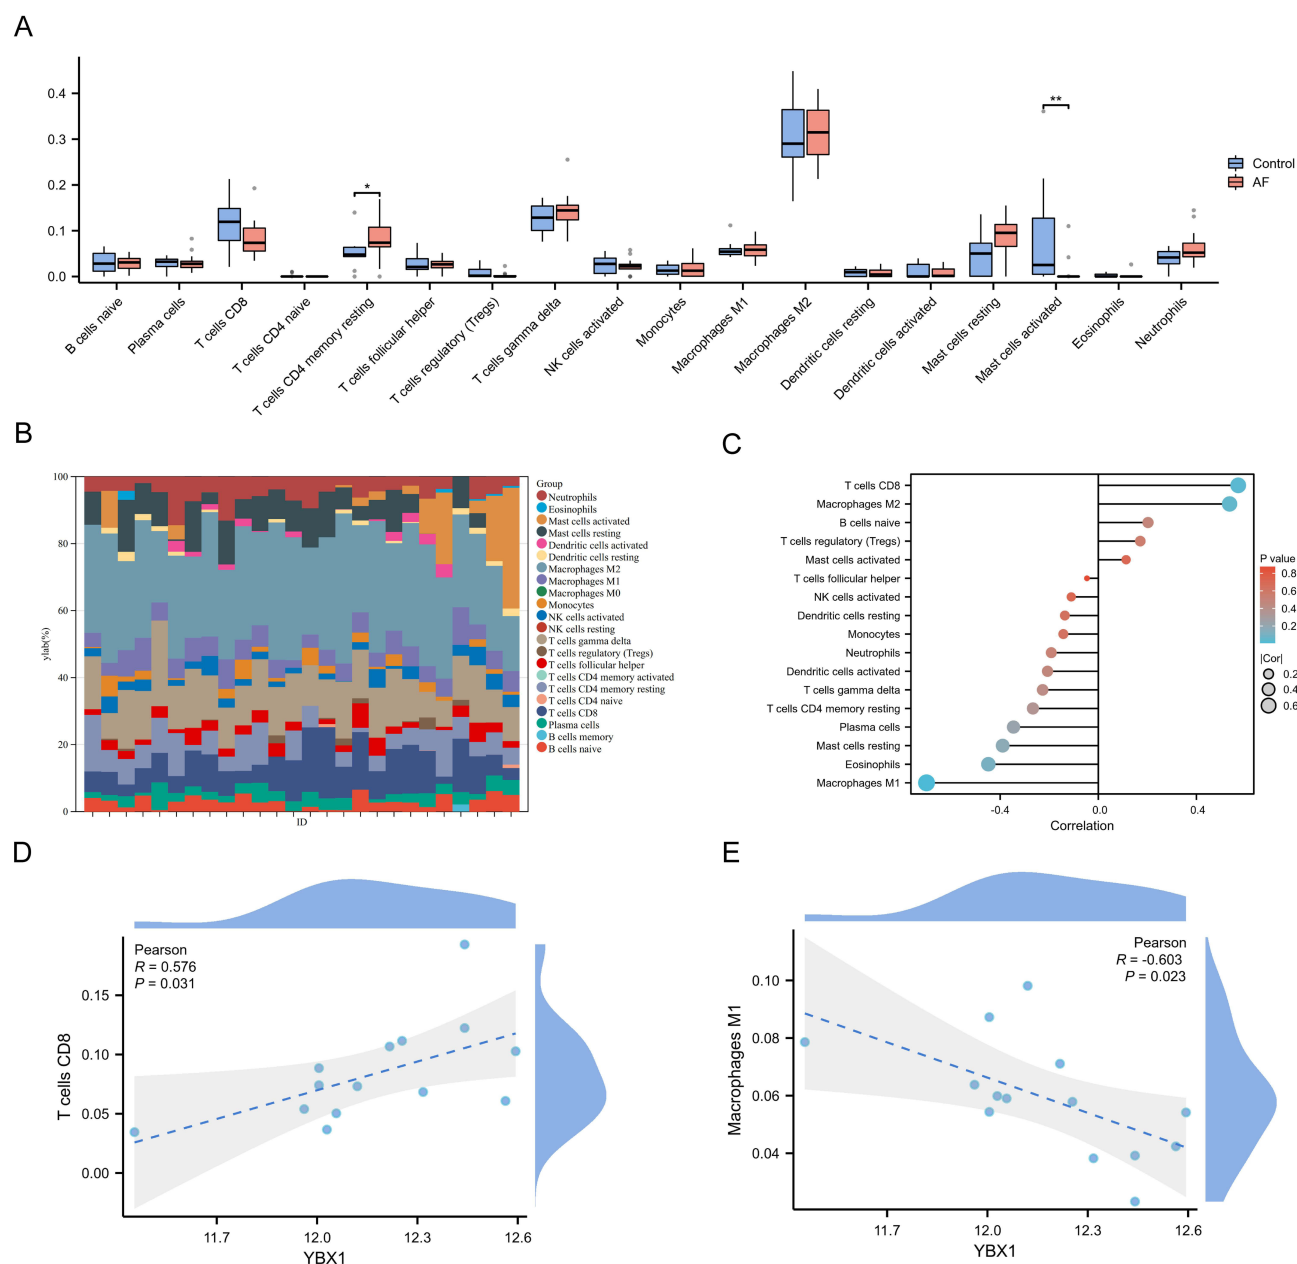 A
0.4
0.3
0.2
0.1
0.0
*
**
Control
AF
B cells naive
Plasma cells
T cells CD8
T cells CD4 naive
T cells CD4 memory resting
T cells follicular helper
T cells regulatory (Tregs)
T cells gamma delta
NK cells activated
Monocytes
Macrophages M1
Macrophages M2
Dendritic cells resting
Dendritic cells activated
Mast cells resting
Mast cells activated
Eosinophils
Neutrophils
B
100
80
60
40
20
0
ylab(%)
ID
Group
Neutrophils
Eosinophils
Mast cells activated
Mast cells resting
Dendritic cells activated
Dendritic cells resting
Macrophages M2
Macrophages M1
Macrophages M0
Monocytes
NK cells activated
NK cells resting
T cells gamma delta
T cells regulatory (Tregs)
T cells follicular helper
T cells CD4 memory activated
T cells CD4 memory resting
T cells CD4 naive
T cells CD8
Plasma cells
B cells memory
B cells naive
C
T cells CD8
Macrophages M2
B cells naive
T cells regulatory (Tregs)
Mast cells activated
T cells follicular helper
NK cells activated
Dendritic cells resting
Monocytes
Neutrophils
Dendritic cells activated
T cells gamma delta
T cells CD4 memory resting
Plasma cells
Mast cells resting
Eosinophils
Macrophages M1
-0.4
0.0
0.4
Correlation
P value
0.8
0.6
0.4
0.2
|Cor|
0.2
0.4
0.6
D
Pearson
R = 0.576
P = 0.031
0.15
0.10
0.05
0.00
T cells CD8
11.7
12.0
12.3
12.6
YBX1
E
Pearson
R = -0.603
P = 0.023
0.10
0.08
0.06
0.04
Macrophages M1
11.7
12.0
12.3
12.6
YBX1